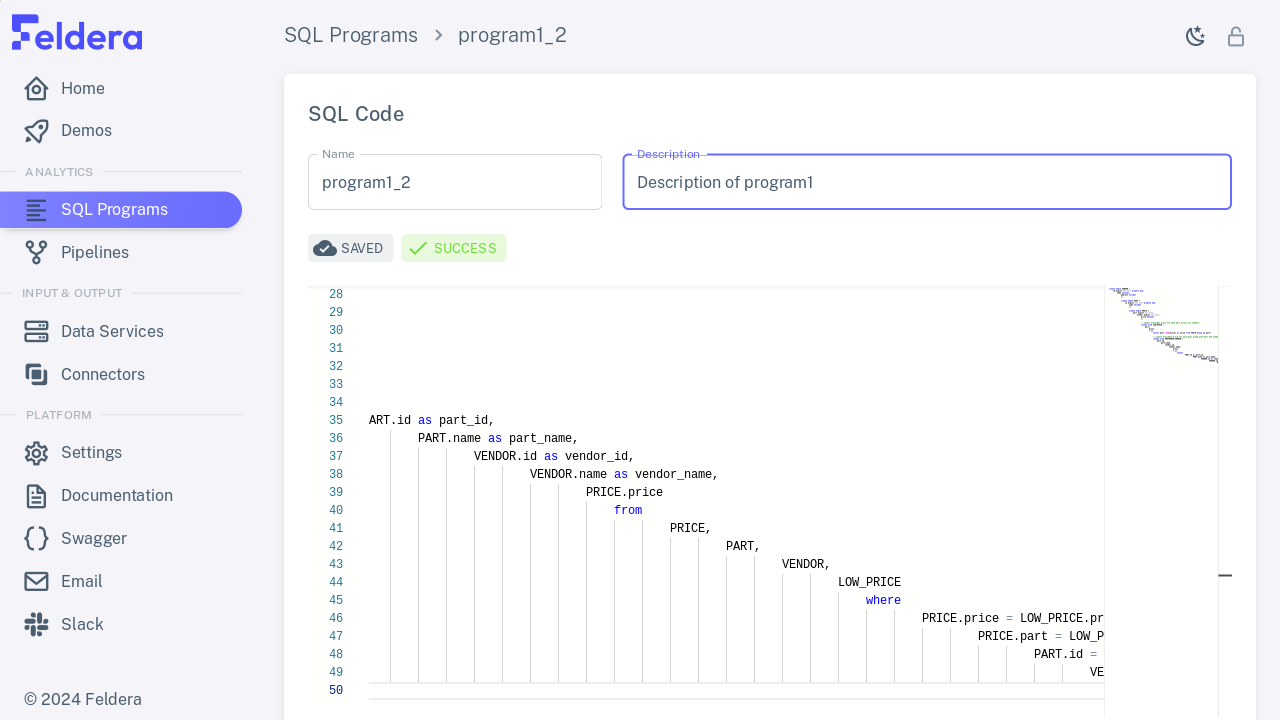 Feldera
SQL Programs > program1_2
Home
Demos
ANALYTICS
SQL Programs
Pipelines
INPUT & OUTPUT
Data Services
Connectors
PLATFORM
Settings
Documentation
Swagger
Email
Slack
© 2024 Feldera
SQL Code
Name
program1_2
Description
Description of program1
SAVED
SUCCESS
28
29
30
31
32
33
34
35 ART.id as part_id,
36 PART.name as part_name,
37 VENDOR.id as vendor_id,
38 VENDOR.name as vendor_name,
39 PRICE.price
40 from
41 PRICE,
42 PART,
43 VENDOR,
44 LOW_PRICE
45 where
46 PRICE.price = LOW_PRICE.pr
47 PRICE.part = LOW_P
48 PART.id =
49 VE
50